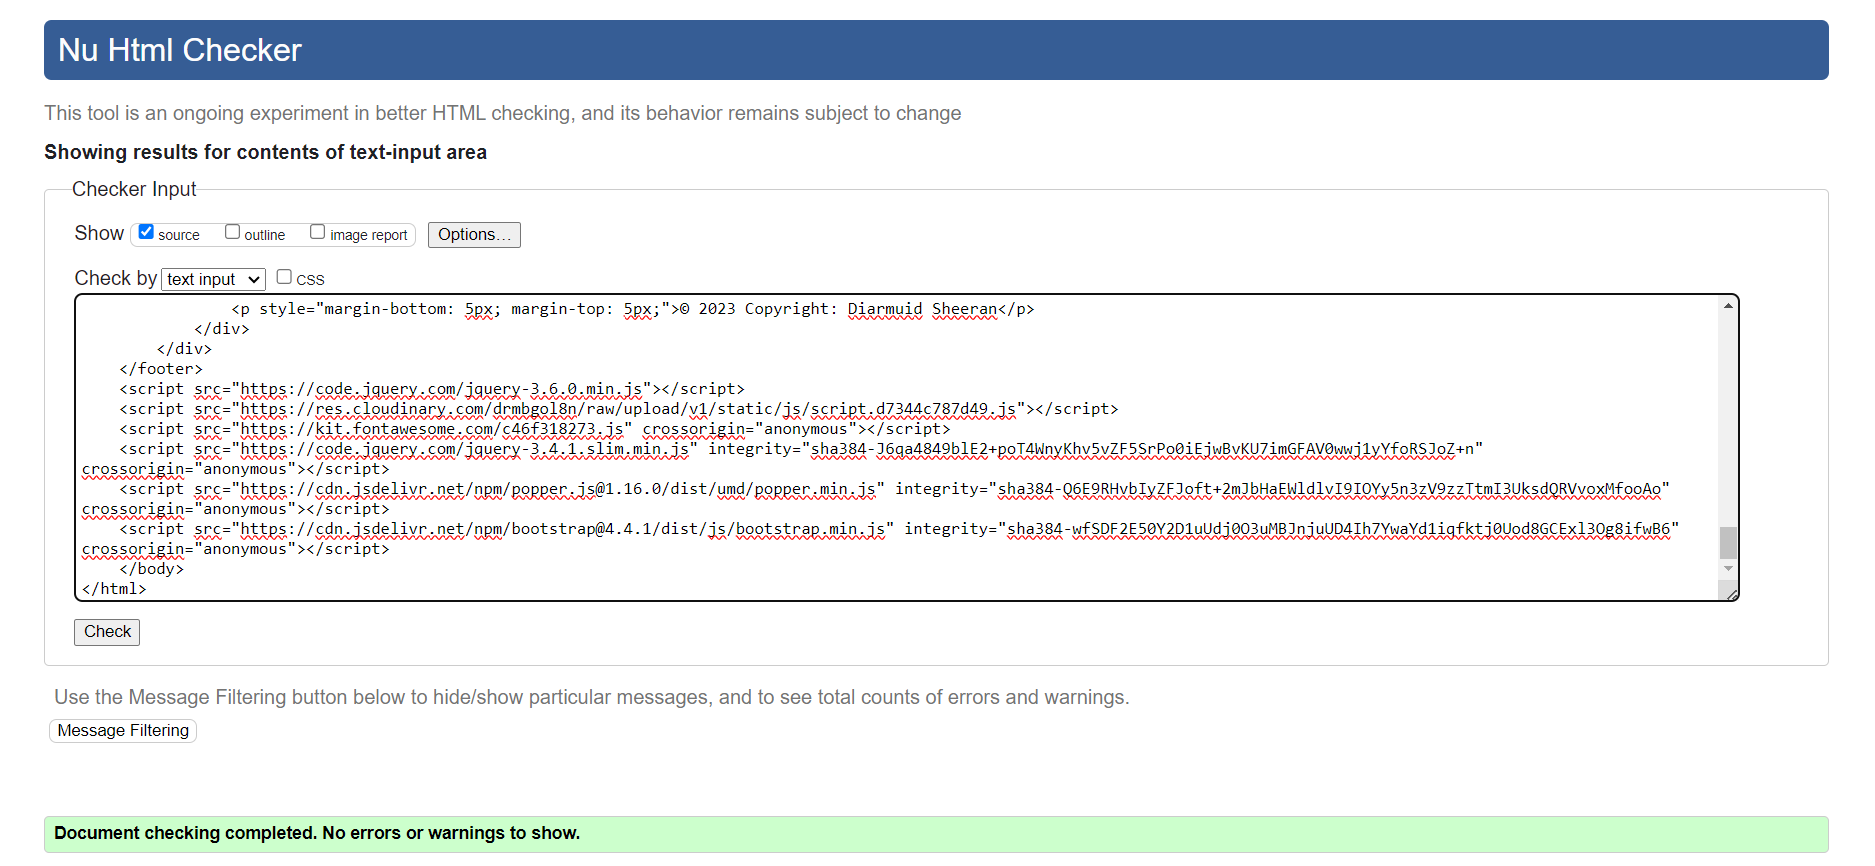 Nu Html Checker
This tool is an ongoing experiment in better HTML checking, and its behavior remains subject to change
Showing results for contents of text-input area
Checker Input
Show source outline image report Options...
Check by text input CSS
<p style="margin-bottom: 5px; margin-top: 5px;">© 2023 Copyright: Diarmuid Sheeran</p>
</div>
</div>
</footer>
<script src="https://code.jquery.com/jquery-3.6.0.min.js"></script>
<script src="https://res.cloudinary.com/drmbgol8n/raw/upload/v1/static/js/script.d7344c787d49.js"></script>
<script src="https://kit.fontawesome.com/c46f318273.js" crossorigin="anonymous"></script>
<script src="https://code.jquery.com/jquery-3.4.1.slim.min.js" integrity="sha384-J6qa4849blE2+poT4WnyKhv5vZF5SrPo0iEjwBvKU7imGFAV0wwj1yYfoRSJoZ+n"
crossorigin="anonymous"></script>
<script src="https://cdn.jsdelivr.net/npm/popper.js@1.16.0/dist/umd/popper.min.js" integrity="sha384-Q6E9RHvbIyZFJoft+2mJbHaEWldlvI9IOYy5n3zV9zzTtmI3UksdQRVvoxMfooAo"
crossorigin="anonymous"></script>
<script src="https://cdn.jsdelivr.net/npm/bootstrap@4.4.1/dist/js/bootstrap.min.js" integrity="sha384-wfSDF2E50Y2D1uUdj0O3uMBJnjuUD4Ih7YwaYd1iqfktj0Uod8GCExl3Og8ifwB6"
crossorigin="anonymous"></script>
</body>
</html>
Check
Use the Message Filtering button below to hide/show particular messages, and to see total counts of errors and warnings.
Message Filtering
Document checking completed. No errors or warnings to show.